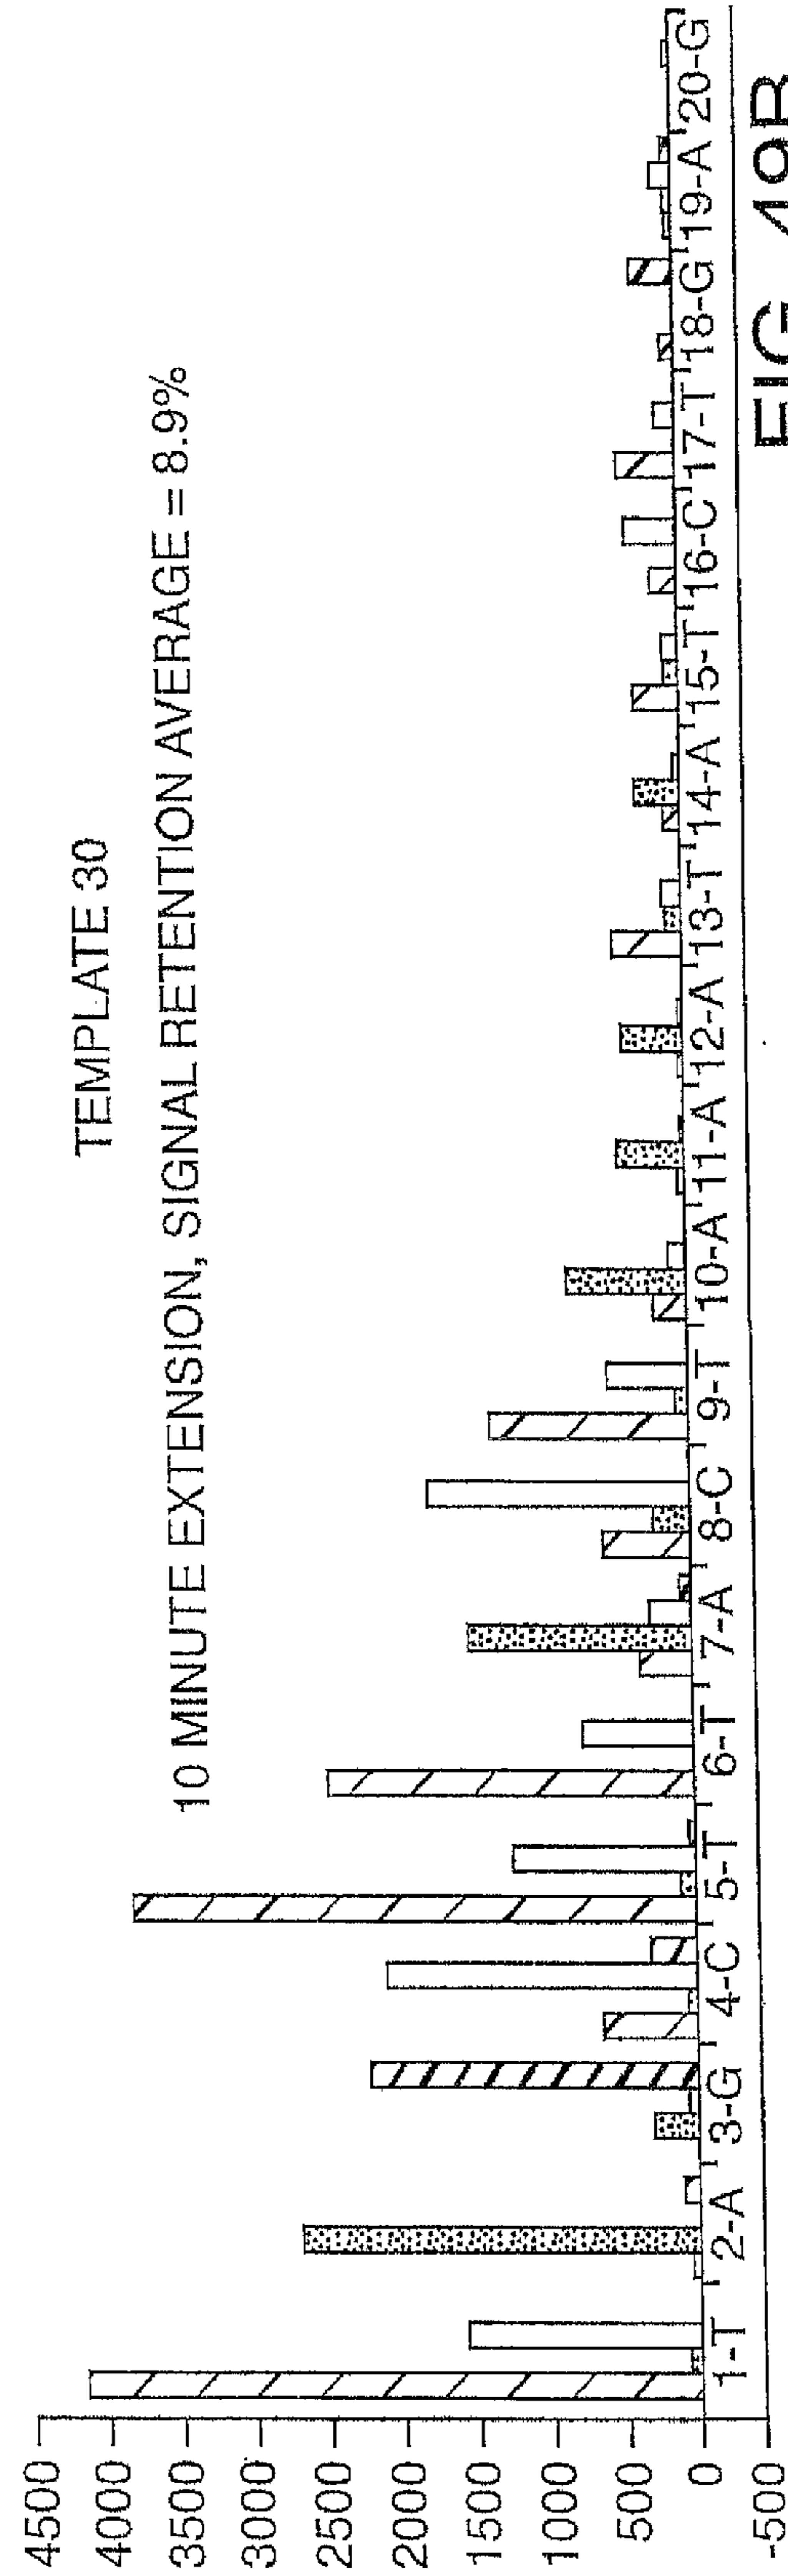 TEMPLATE 30
10 MINUTE EXTENSION, SIGNAL RETENTION AVERAGE = 8.9%
4500
4000
3500
3000
2500
2000
1500
1000
500
0
-500
1-T 2-A 3-G 4-C 5-T 6-T 7-A 8-C 9-T 10-A 11-A 12-A 13-T 14-A 15-T 16-C 17-T 18-G 19-A 20-G
FIG. 49B